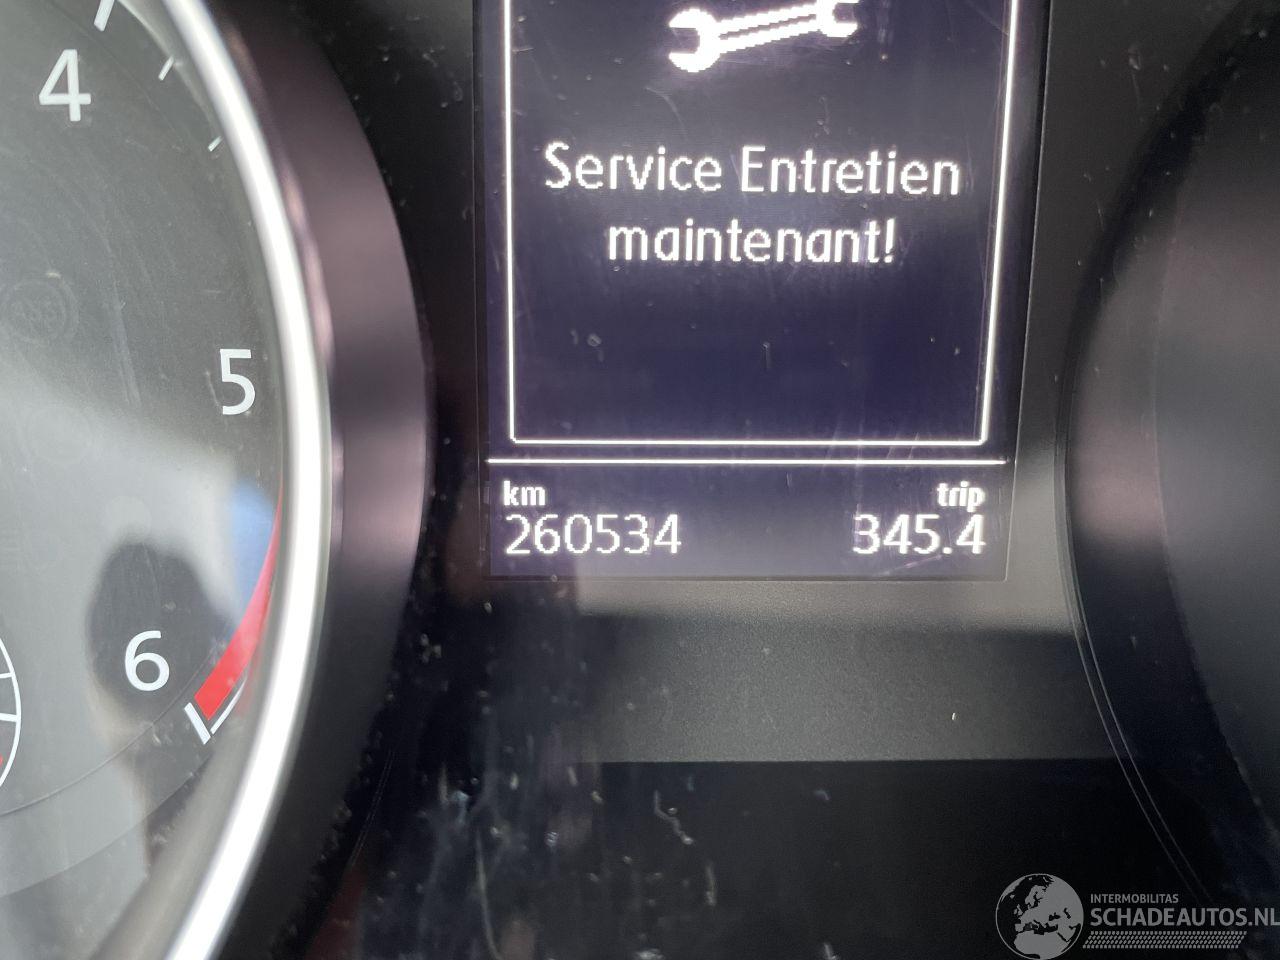 4
Service Entretien
maintenant!
5
km trip
260534 345.4
6
INTERMOBILITAS
SCHADEAUTOS.NL